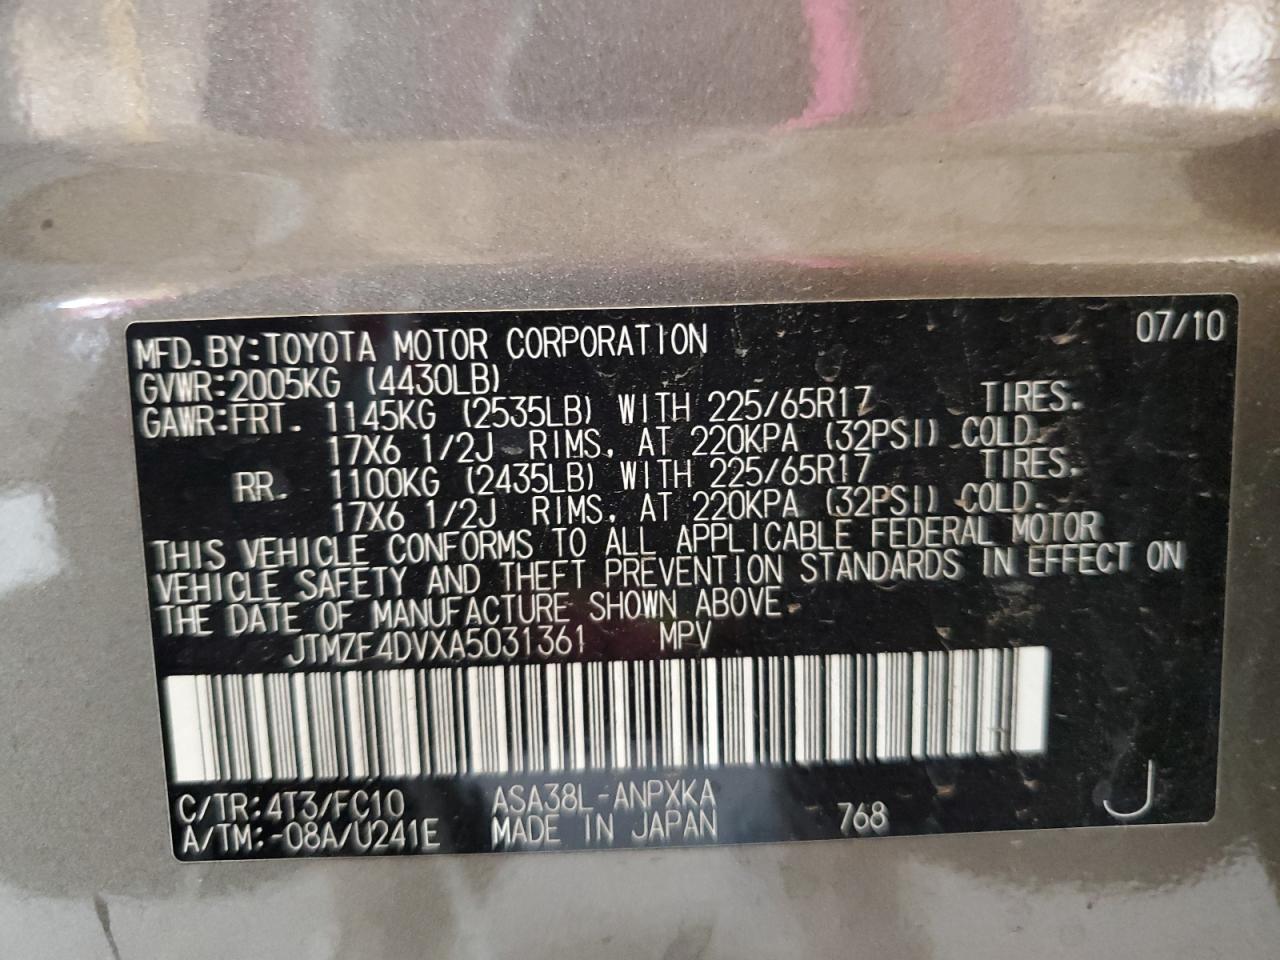 MFD. BY: TOYOTA MOTOR CORPORATION 07/10
GVWR: 2005KG (4430LB)
GAWR: FRT. 1145KG (2535LB) WITH 225/65R17 TIRES.
17X6 1/2J RIMS, AT 220KPA (32PSI) COLD.
RR. 1100KG (2435LB) WITH 225/65R17 TIRES.
17X6 1/2J RIMS, AT 220KPA (32PSI) COLD.
THIS VEHICLE CONFORMS TO ALL APPLICABLE FEDERAL MOTOR
VEHICLE SAFETY AND THEFT PREVENTION STANDARDS IN EFFECT ON
THE DATE OF MANUFACTURE SHOWN ABOVE.
JTMZF4DVXA5031361 MPV
C/TR: 4T3/FC10 ASA38L-ANPXKA
A/TM: -08A/U241E MADE IN JAPAN 768 J